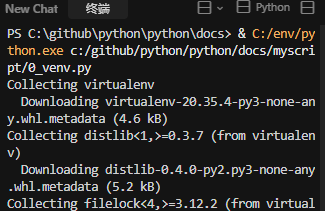 New Chat 终端 Python
PS C:\github\python\python\docs> & C:/env/py
thon.exe c:/github/python/python/docs/myscri
pt/0_venv.py
Collecting virtualenv
  Downloading virtualenv-20.35.4-py3-none-an
y.whl.metadata (4.6 kB)
Collecting distlib<1,>=0.3.7 (from virtualen
v)
  Downloading distlib-0.4.0-py2.py3-none-any
.whl.metadata (5.2 kB)
Collecting filelock<4,>=3.12.2 (from virtual